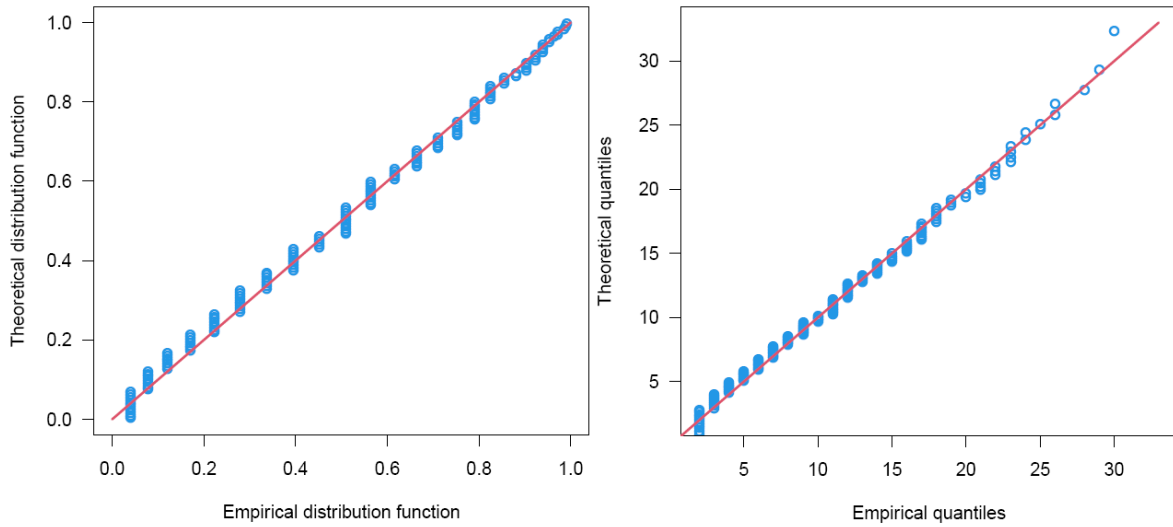 Theoretical distribution function
1.0
0.8
0.6
0.4
0.2
0.0
0.0 0.2 0.4 0.6 0.8 1.0
Empirical distribution function
Theoretical quantiles
30
25
20
15
10
5
5 10 15 20 25 30
Empirical quantiles